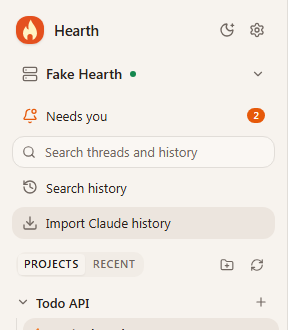 Hearth
Fake Hearth
Needs you 2
Search threads and history
Search history
Import Claude history
PROJECTS RECENT
Todo API